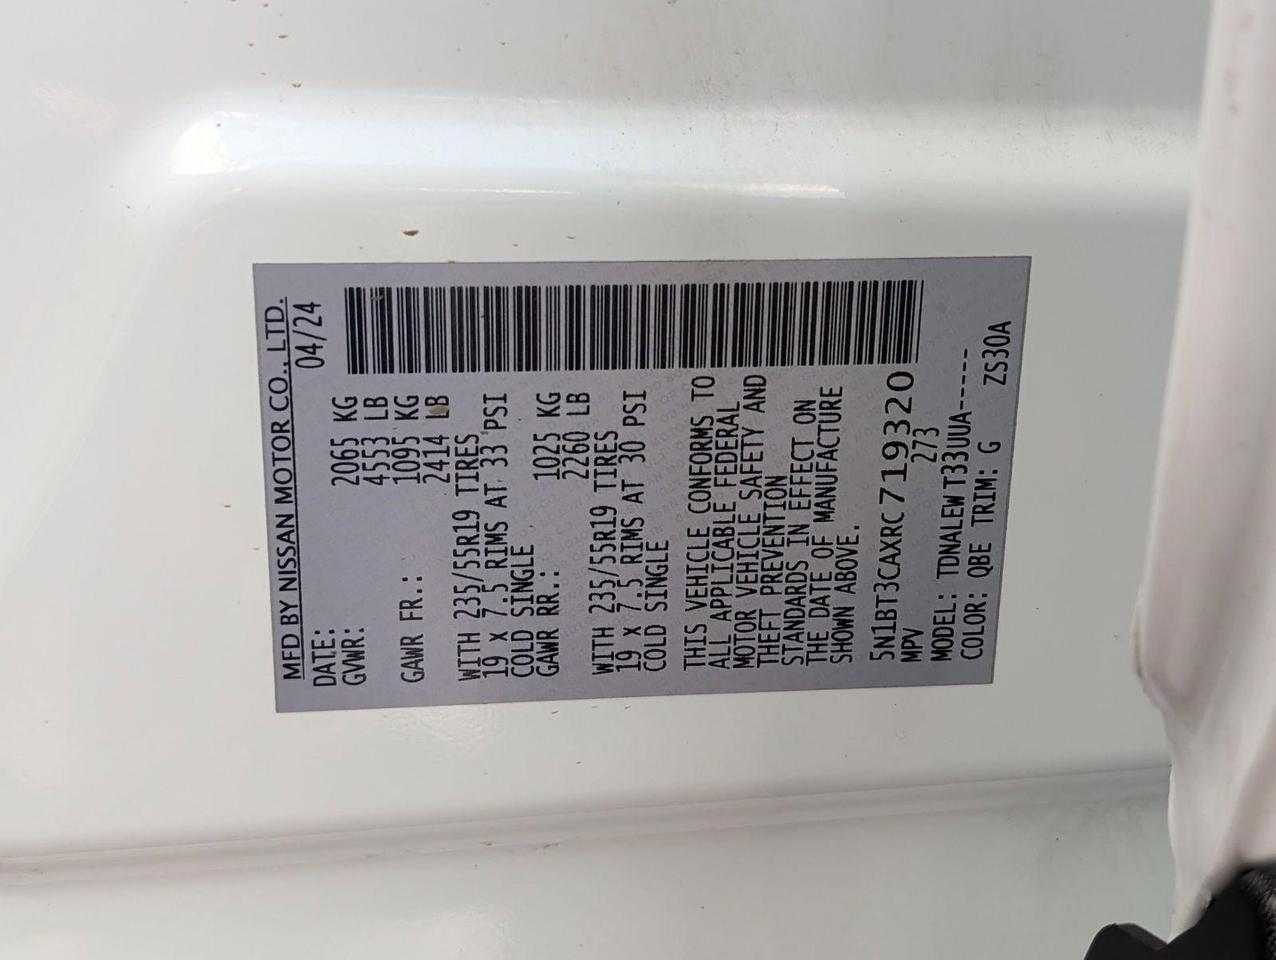 MFD BY NISSAN MOTOR CO., LTD.
DATE: 04/24
GVWR: 2065 KG
4553 LB
GAWR FR.: 1095 KG
2414 LB
WITH 235/55R19 TIRES
19 X 7.5 RIMS AT 33 PSI
COLD SINGLE
GAWR RR.: 1025 KG
2260 LB
WITH 235/55R19 TIRES
19 X 7.5 RIMS AT 30 PSI
COLD SINGLE
THIS VEHICLE CONFORMS TO
ALL APPLICABLE FEDERAL
MOTOR VEHICLE SAFETY AND
THEFT PREVENTION
STANDARDS IN EFFECT ON
THE DATE OF MANUFACTURE
SHOWN ABOVE.
5N1BT3CAXRC719320
MPV 273
MODEL: TDNALEW T33UUA-----
COLOR: QBE TRIM: G ZS30A